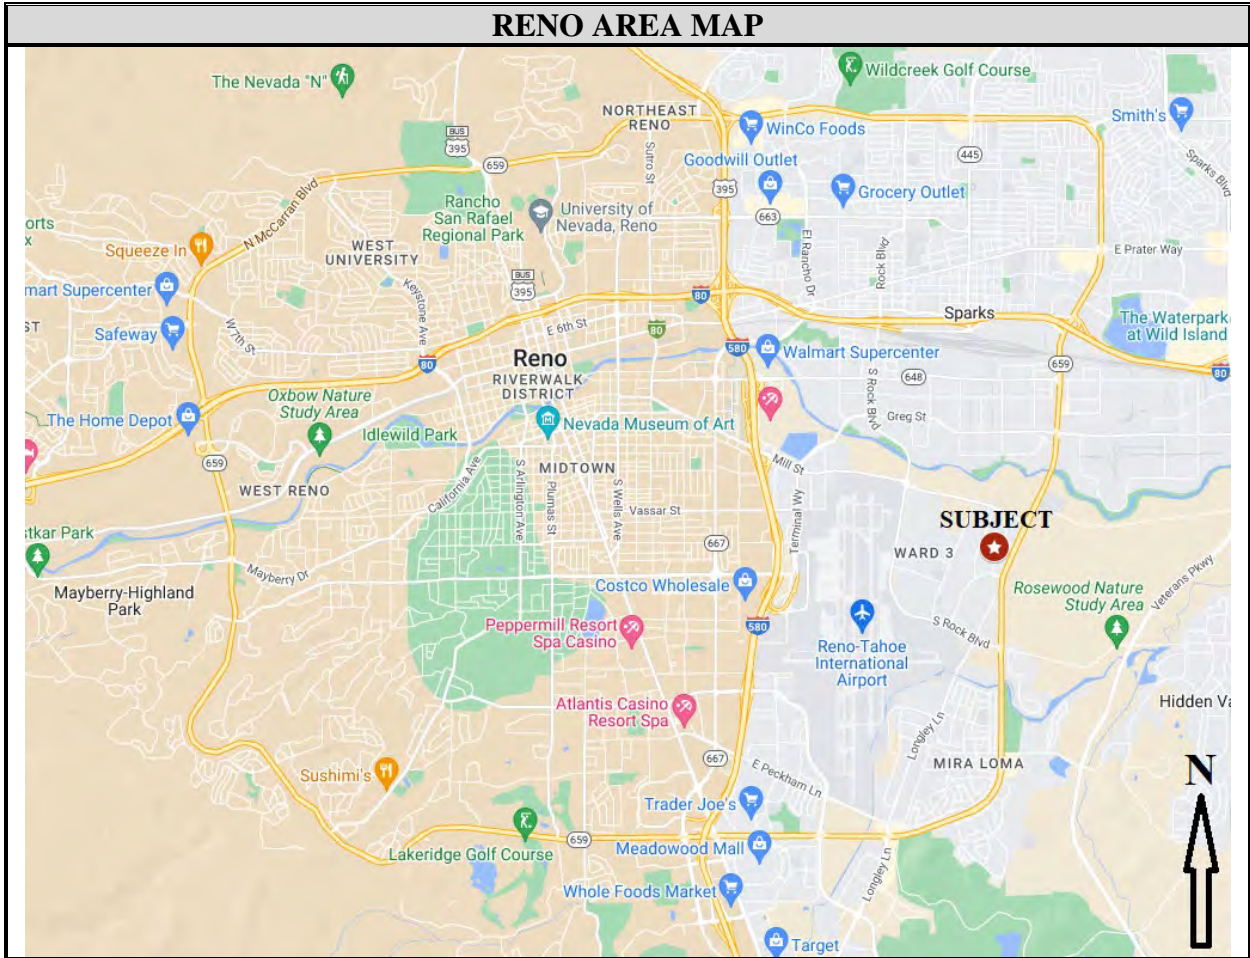 RENO AREA MAP
The Nevada "N"
Wildcreek Golf Course
NORTHEAST
RENO
Smith's
WinCo Foods
BUS
395
659
Sutro St
Goodwill Outlet
445
Sparks Blvd
395
Grocery Outlet
N McCarran Blvd
Rancho
San Rafael
Regional Park
University of
Nevada, Reno
663
orts
x
Squeeze In
WEST
UNIVERSITY
El Rancho Dr
Rock Blvd
E Prater Way
mart Supercenter
Keystone Ave
BUS
395
80
ST
Safeway
W 7th St
E 6th St
80
Sparks
The Waterpark
at Wild Island
580
Walmart Supercenter
Reno
RIVERWALK
DISTRICT
80
659
80
S Rock Blvd
648
Oxbow Nature
Study Area
The Home Depot
Idlewild Park
Nevada Museum of Art
Greg St
659
MIDTOWN
Mill St
WEST RENO
California Ave
S Arlington Ave
Plumas St
S Wells Ave
Vassar St
Terminal Wy
SUBJECT
stkar Park
667
WARD 3
Mayberry Dr
Mayberry-Highland
Park
Costco Wholesale
Rosewood Nature
Study Area
Veterans Pkwy
Peppermill Resort
Spa Casino
580
S Rock Blvd
Reno-Tahoe
International
Airport
Atlantis Casino
Resort Spa
Hidden Va
Longley Ln
667
E Peckham Ln
MIRA LOMA
N
Sushimi's
Trader Joe's
659
Lakeridge Golf Course
Meadowood Mall
Longley Ln
Whole Foods Market
Target